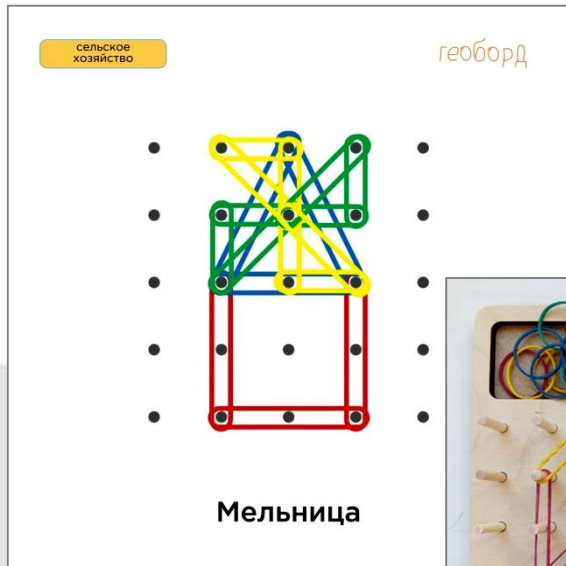 сельское
хозяйство
геоборд
Мельница